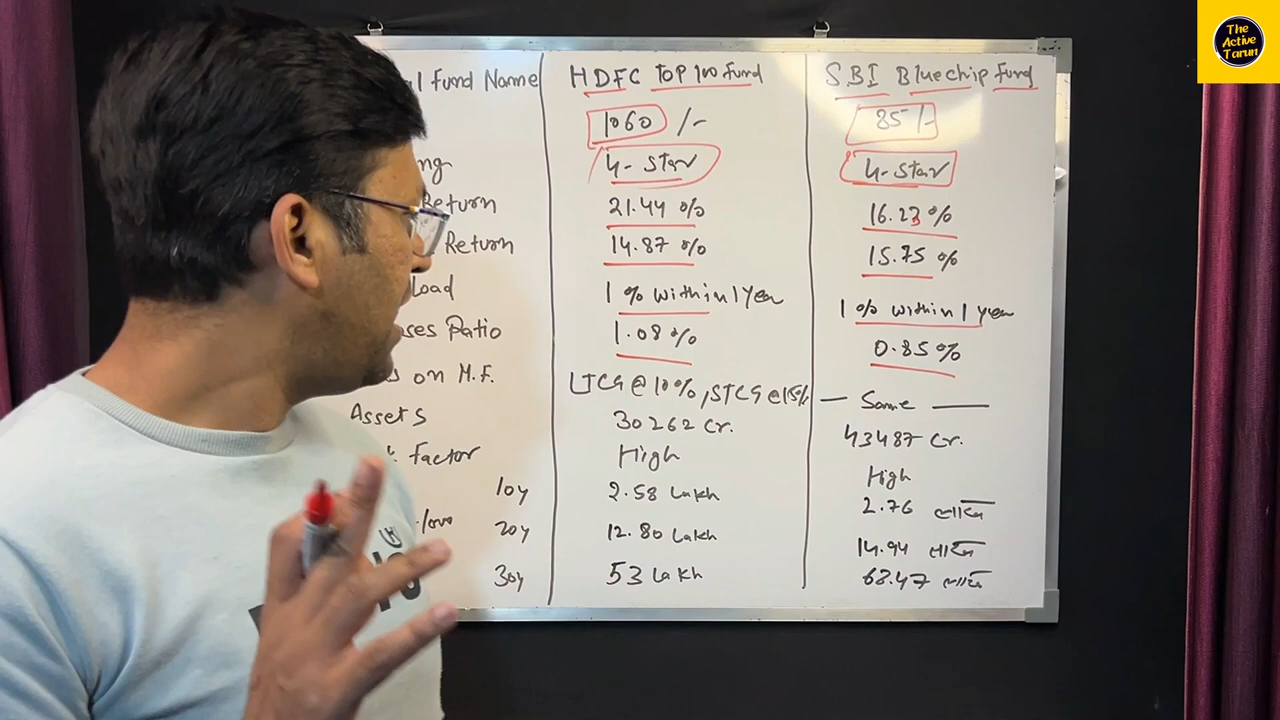 The
Active
Tarun
Fund Name HDFC TOP 100 Fund SBI Bluechip Fund
1060 /- 85/-
4-Star 4-Star
Return 21.44 % 16.23 %
Return 14.87 % 15.75 %
Load 1 % within 1 Year 1 % within 1 year
Ratio 1.08 % 0.85 %
on M.F. LTCG @ 10%, STCG @ 15% — Same —
Assets 30262 Cr. 43487 Cr.
Factor High High
10y 2.58 Lakh 2.76 लाख
20y 12.80 Lakh 14.94 लाख
30y 53 Lakh 68.47 लाख